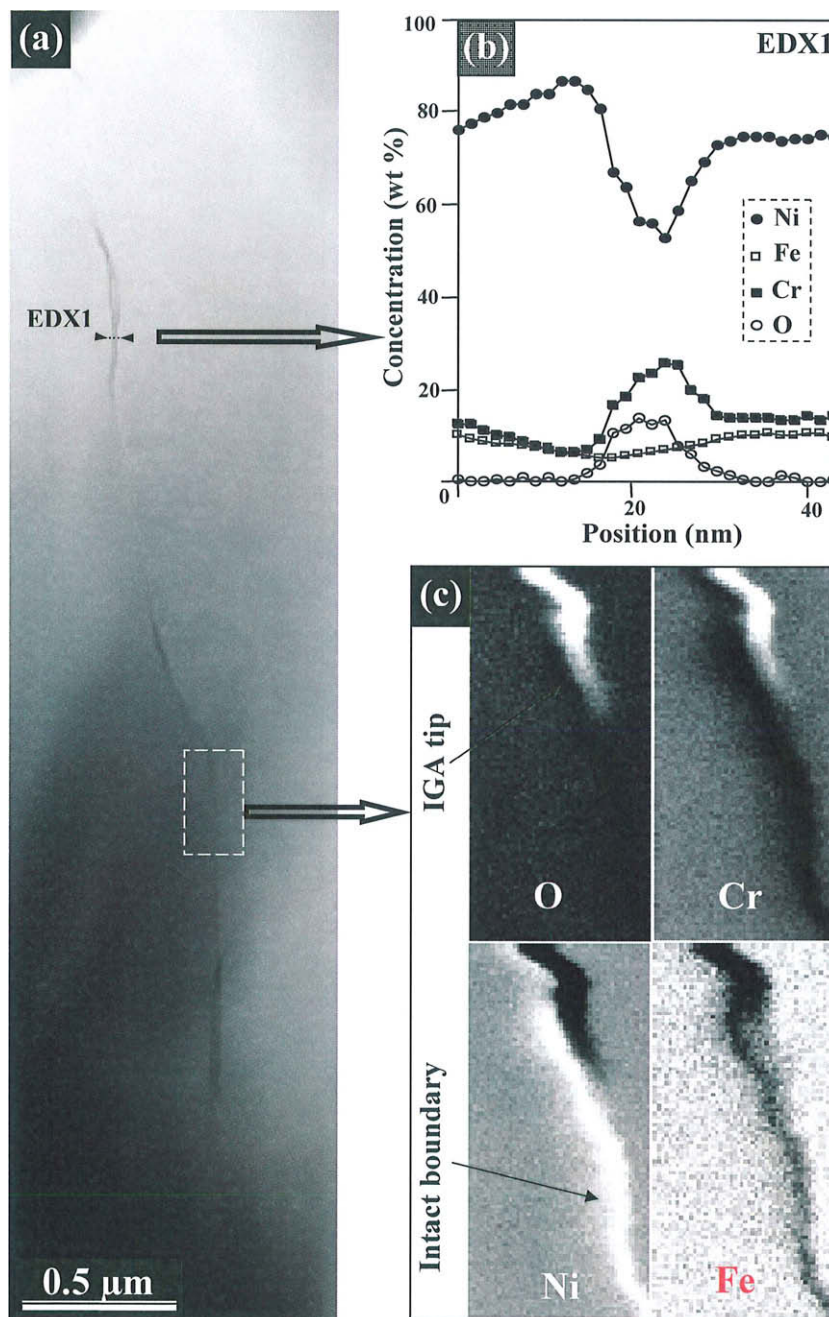 (a)
EDX1
0.5 μm
(b)
EDX1
100
80
60
40
20
0
20
40
Concentration (wt %)
Position (nm)
Ni
Fe
Cr
O
(c)
IGA tip
Intact boundary
O
Cr
Ni
Fe